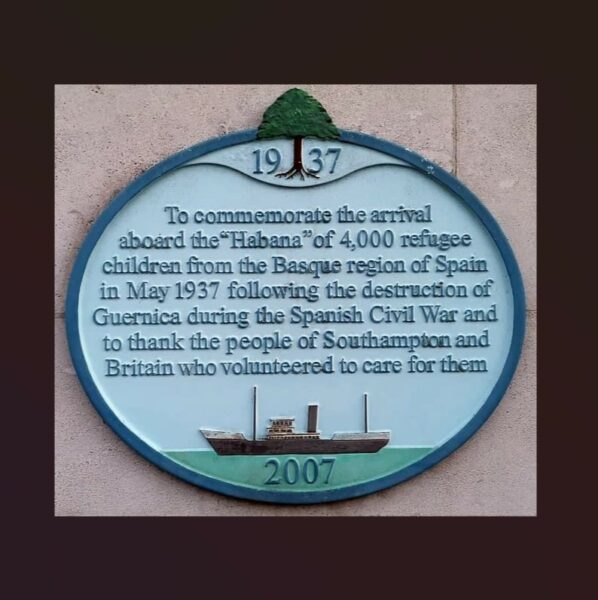 1937
To commemorate the arrival
aboard the "Habana" of 4,000 refugee
children from the Basque region of Spain
in May 1937 following the destruction of
Guernica during the Spanish Civil War and
to thank the people of Southampton and
Britain who volunteered to care for them
2007